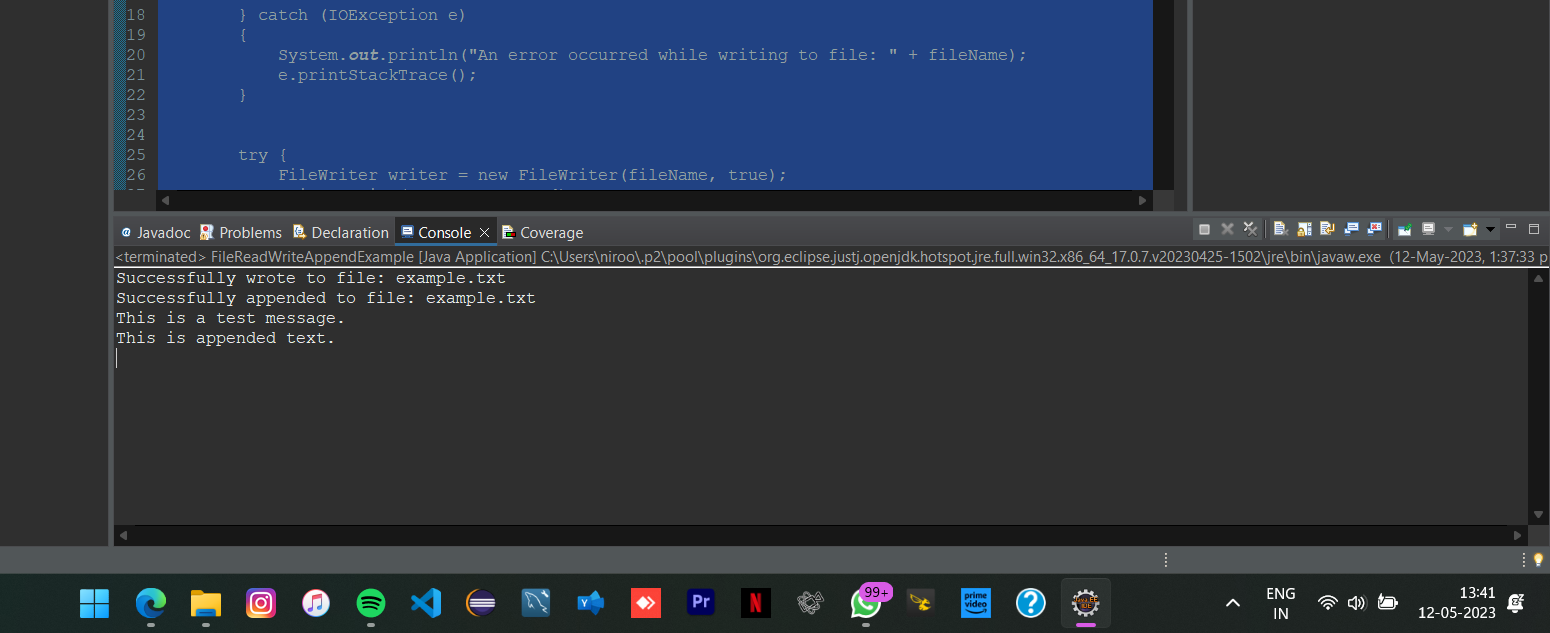 18 } catch (IOException e)
19 {
20 System.out.println("An error occurred while writing to file: " + fileName);
21 e.printStackTrace();
22 }
23
24
25 try {
26 FileWriter writer = new FileWriter(fileName, true);
@ Javadoc Problems Declaration Console Coverage
<terminated> FileReadWriteAppendExample [Java Application] C:\Users\niroo\.p2\pool\plugins\org.eclipse.justj.openjdk.hotspot.jre.full.win32.x86_64_17.0.7.v20230425-1502\jre\bin\javaw.exe (12-May-2023, 1:37:33 p
Successfully wrote to file: example.txt
Successfully appended to file: example.txt
This is a test message.
This is appended text.
99+
Pr
N
prime video
ENG
IN
13:41
12-05-2023